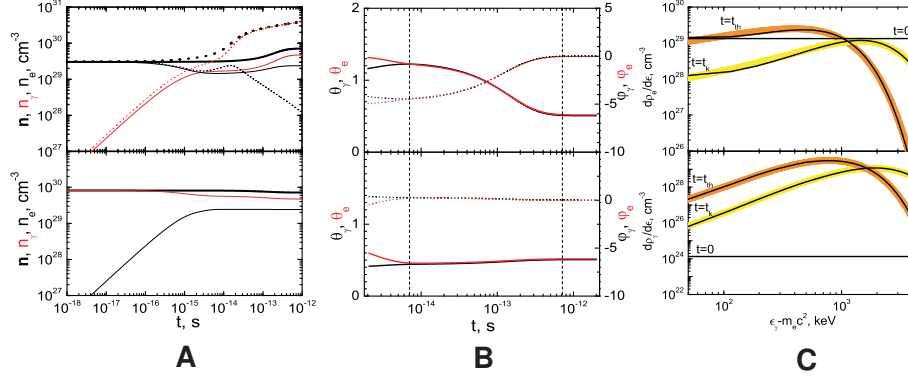 10^31
10^30
10^29
10^28
10^27
n, n_γ, n_e, cm^-3
10^31
10^30
10^29
10^28
10^27
n, n_γ, n_e, cm^-3
10^-18 10^-17 10^-16 10^-15 10^-14 10^-13 10^-12
t, s
A
2
1
0
θ_γ, θ_e
5
0
-5
-10
φ_γ, φ_e
2
1
0
θ_γ, θ_e
5
0
-5
-10
φ_γ, φ_e
10^-14 10^-13 10^-12
t, s
B
10^30
10^29
10^28
10^27
10^26
dρ_e/dε, cm^-3
t=t_th
t=0
t=t_k
10^28
10^26
10^24
10^22
dρ_γ/dε, cm^-3
t=t_th
t=t_k
t=0
10^2 10^3
ε_γ-m_ec^2, keV
C